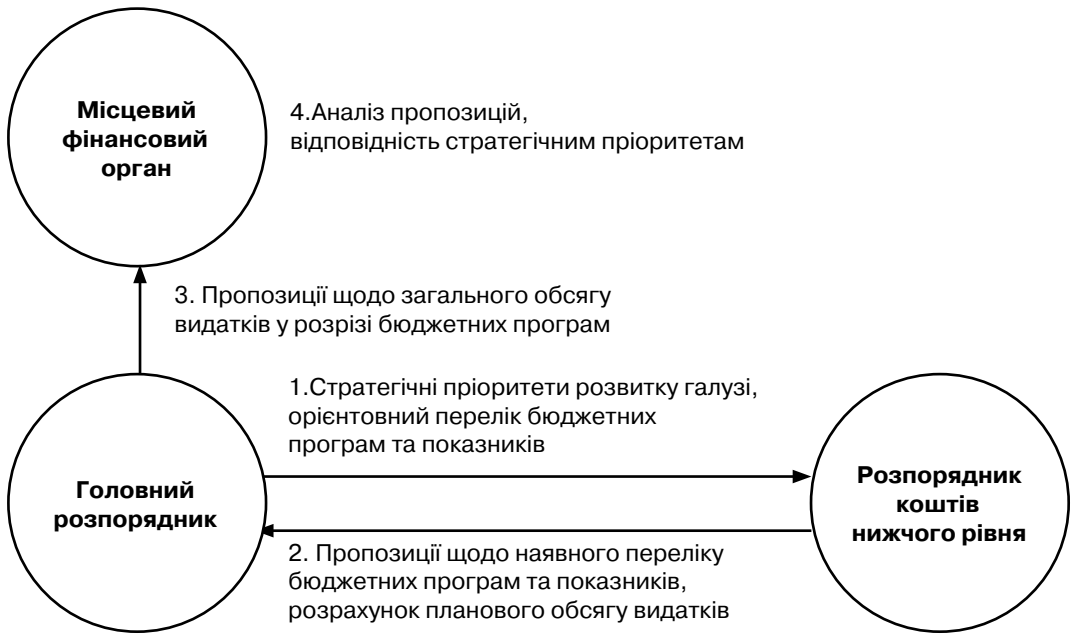 Місцевий
фінансовий
орган
4.Аналіз пропозицій,
відповідність стратегічним пріоритетам
3. Пропозиції щодо загального обсягу
видатків у розрізі бюджетних програм
1.Стратегічні пріоритети розвитку галузі,
орієнтовний перелік бюджетних
програм та показників
Головний
розпорядник
Розпорядник
коштів
нижчого рівня
2. Пропозиції щодо наявного переліку
бюджетних програм та показників,
розрахунок планового обсягу видатків